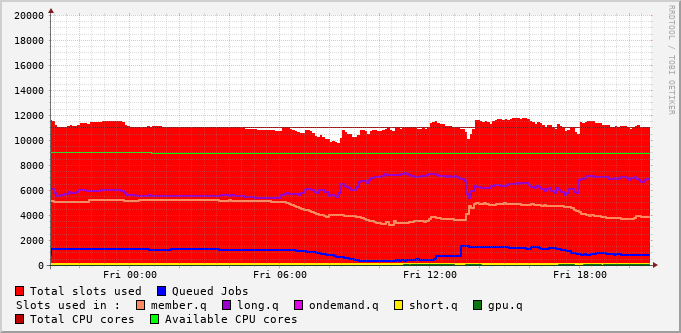 20000
18000
16000
14000
12000
10000
8000
6000
4000
2000
0
Fri 00:00 Fri 06:00 Fri 12:00 Fri 18:00
RRDTOOL / TOBI OETIKER
Total slots used Queued Jobs
Slots used in : member.q long.q ondemand.q short.q gpu.q
Total CPU cores Available CPU cores